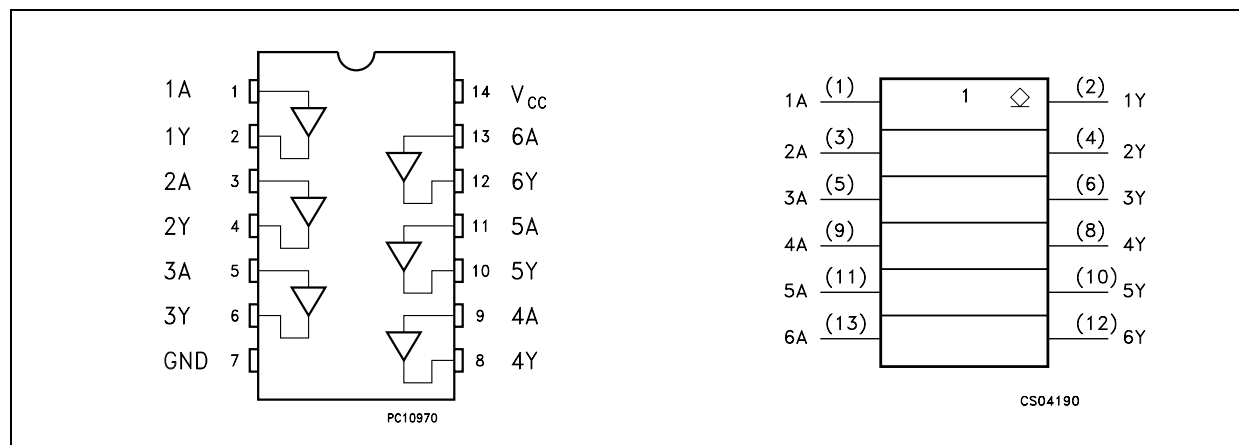 1A 1 14 VCC
1Y 2 13 6A
2A 3 12 6Y
2Y 4 11 5A
3A 5 10 5Y
3Y 6 9 4A
GND 7 8 4Y
PC10970
1
1A (1) (2) 1Y
2A (3) (4) 2Y
3A (5) (6) 3Y
4A (9) (8) 4Y
5A (11) (10) 5Y
6A (13) (12) 6Y
CS04190